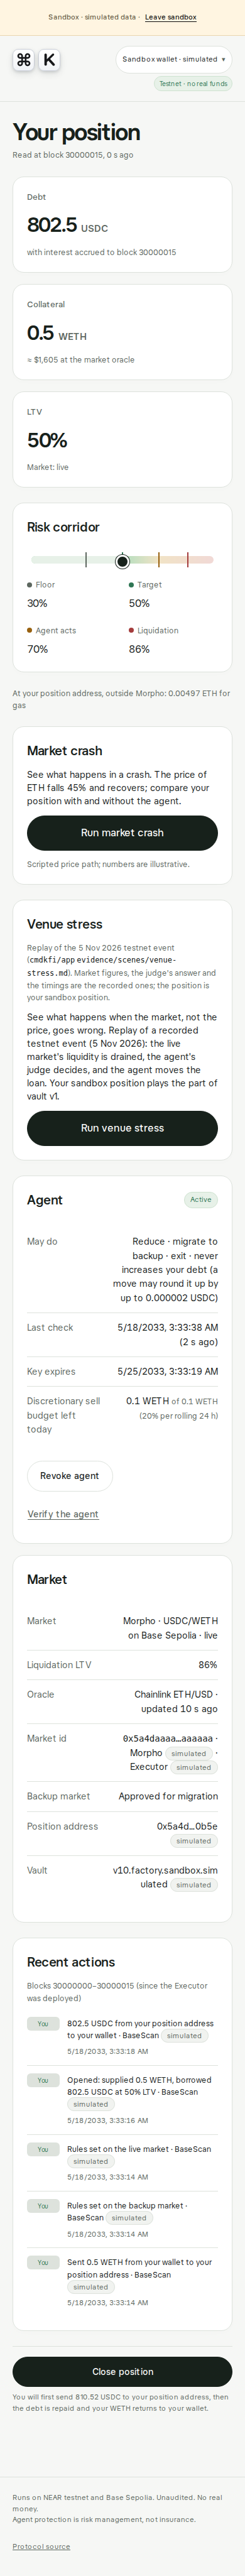 Sandbox · simulated data · Leave sandbox
⌘ K
Sandbox wallet · simulated ▾
Testnet · no real funds
Your position
Read at block 30000015, 0 s ago
Debt
802.5 USDC
with interest accrued to block 30000015
Collateral
0.5 WETH
≈ $1,605 at the market oracle
LTV
50%
Market: live
Risk corridor
Floor
30%
Target
50%
Agent acts
70%
Liquidation
86%
At your position address, outside Morpho: 0.00497 ETH for
gas
Market crash
See what happens in a crash. The price of
ETH falls 45% and recovers; compare your
position with and without the agent.
Run market crash
Scripted price path; numbers are illustrative.
Venue stress
Replay of the 5 Nov 2026 testnet event
(cmdkfi/app evidence/scenes/venue-
stress.md). Market figures, the judge's answer and
the timings are the recorded ones; the position is
your sandbox position.
See what happens when the market, not the
price, goes wrong. Replay of a recorded
testnet event (5 Nov 2026): the live
market's liquidity is drained, the agent's
judge decides, and the agent moves the
loan. Your sandbox position plays the part of
vault v1.
Run venue stress
Agent
Active
May do
Reduce · migrate to
backup · exit · never
increases your debt (a
move may round it up by
up to 0.000002 USDC)
Last check
5/18/2033, 3:33:38 AM
(2 s ago)
Key expires
5/25/2033, 3:33:19 AM
Discretionary sell
budget left
today
0.1 WETH of 0.1 WETH
(20% per rolling 24 h)
Revoke agent
Verify the agent
Market
Market
Morpho · USDC/WETH
on Base Sepolia · live
Liquidation LTV
86%
Oracle
Chainlink ETH/USD ·
updated 10 s ago
Market id
0x5a4daaaa…aaaaaa ·
Morpho simulated ·
Executor simulated
Backup market
Approved for migration
Position address
0x5a4d…0b5e
simulated
Vault
v10.factory.sandbox.sim
ulated simulated
Recent actions
Blocks 30000000–30000015 (since the Executor
was deployed)
You
802.5 USDC from your position address
to your wallet · BaseScan simulated
5/18/2033, 3:33:18 AM
You
Opened: supplied 0.5 WETH, borrowed
802.5 USDC at 50% LTV · BaseScan
simulated
5/18/2033, 3:33:16 AM
You
Rules set on the live market · BaseScan
simulated
5/18/2033, 3:33:14 AM
You
Rules set on the backup market ·
BaseScan simulated
5/18/2033, 3:33:14 AM
You
Sent 0.5 WETH from your wallet to your
position address · BaseScan
simulated
5/18/2033, 3:33:14 AM
Close position
You will first send 810.52 USDC to your position address, then
the debt is repaid and your WETH returns to your wallet.
Runs on NEAR testnet and Base Sepolia. Unaudited. No real
money.
Agent protection is risk management, not insurance.
Protocol source